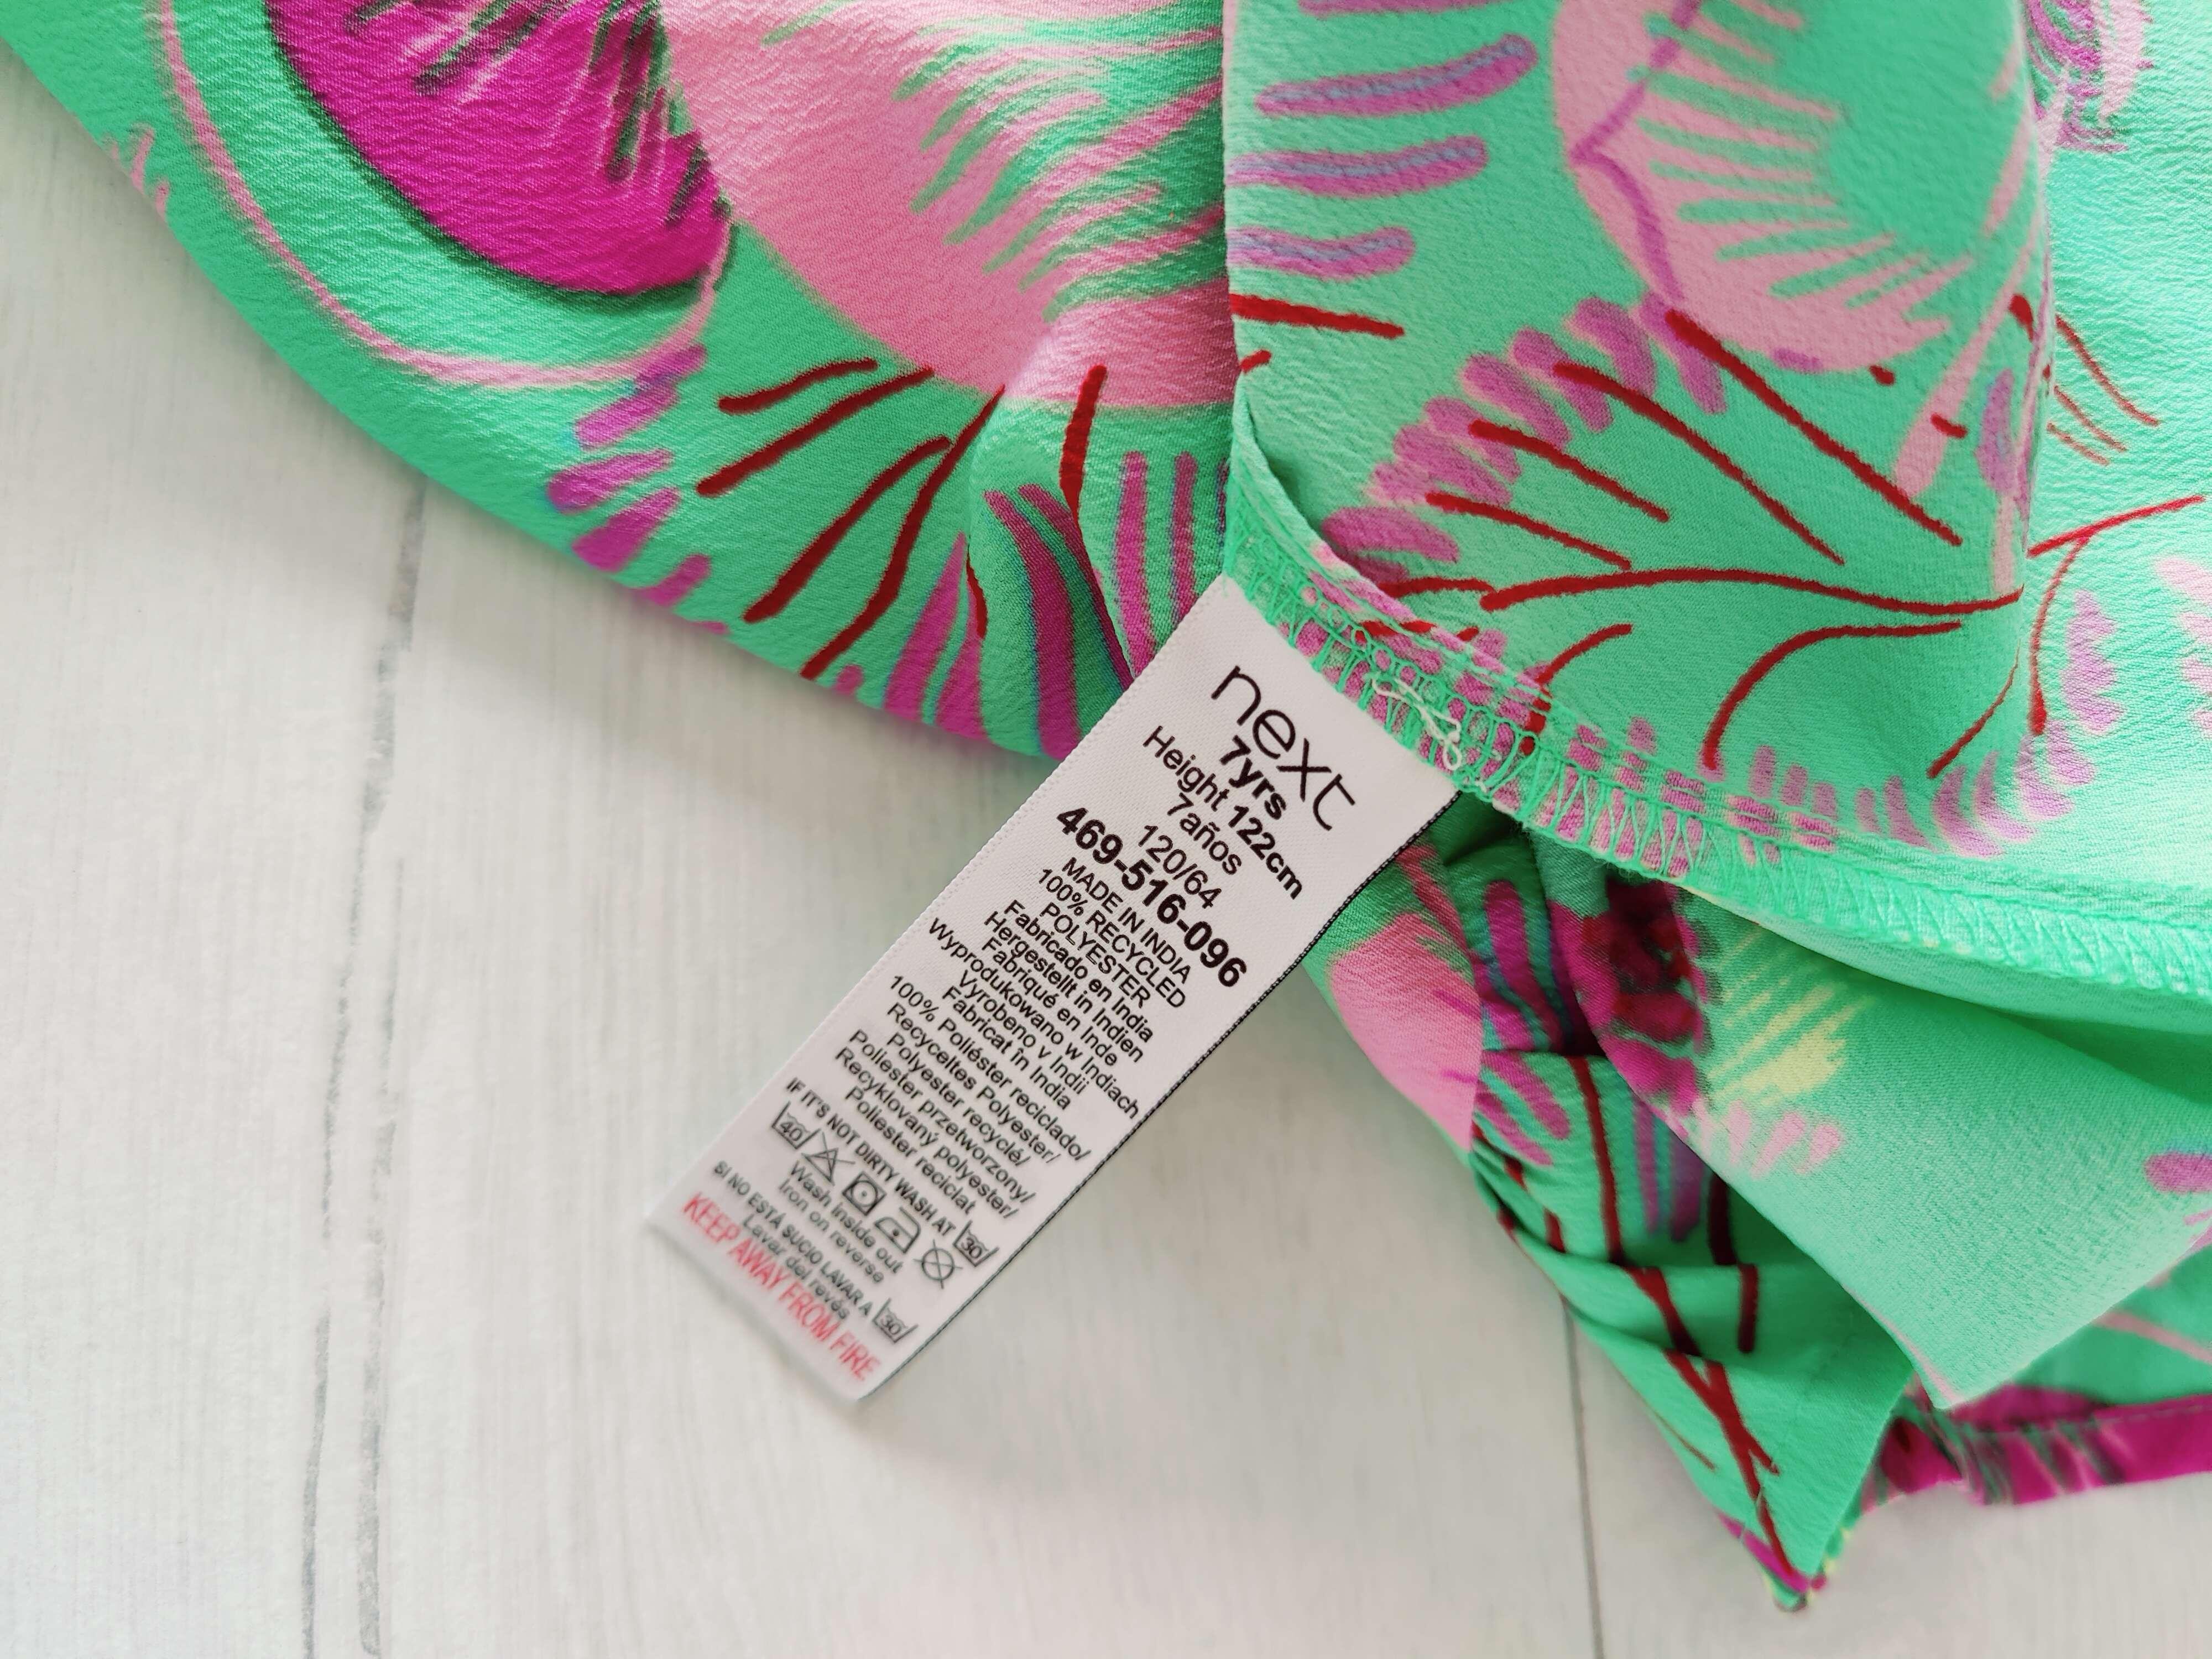 next
7yrs
Height 122cm
7años
120/64
469-516-096
MADE IN INDIA
100% RECYCLED
POLYESTER
Fabricado en India
Hergestellt in Indien
Fabriqué en Inde
Wyprodukowano w Indiach
Vyrobeno v Indii
Fabricat în India
100% Poliéster reciclado/
Recyceltes Polyester/
Polyester recyclé/
Poliester przetworzony/
Recyklovaný polyester/
Poliester reciclat
IF IT'S NOT DIRTY WASH AT 30
40
Wash inside out
Iron on reverse
SI NO ESTÁ SUCIO LAVAR A 30
Lavar del revés
KEEP AWAY FROM FIRE